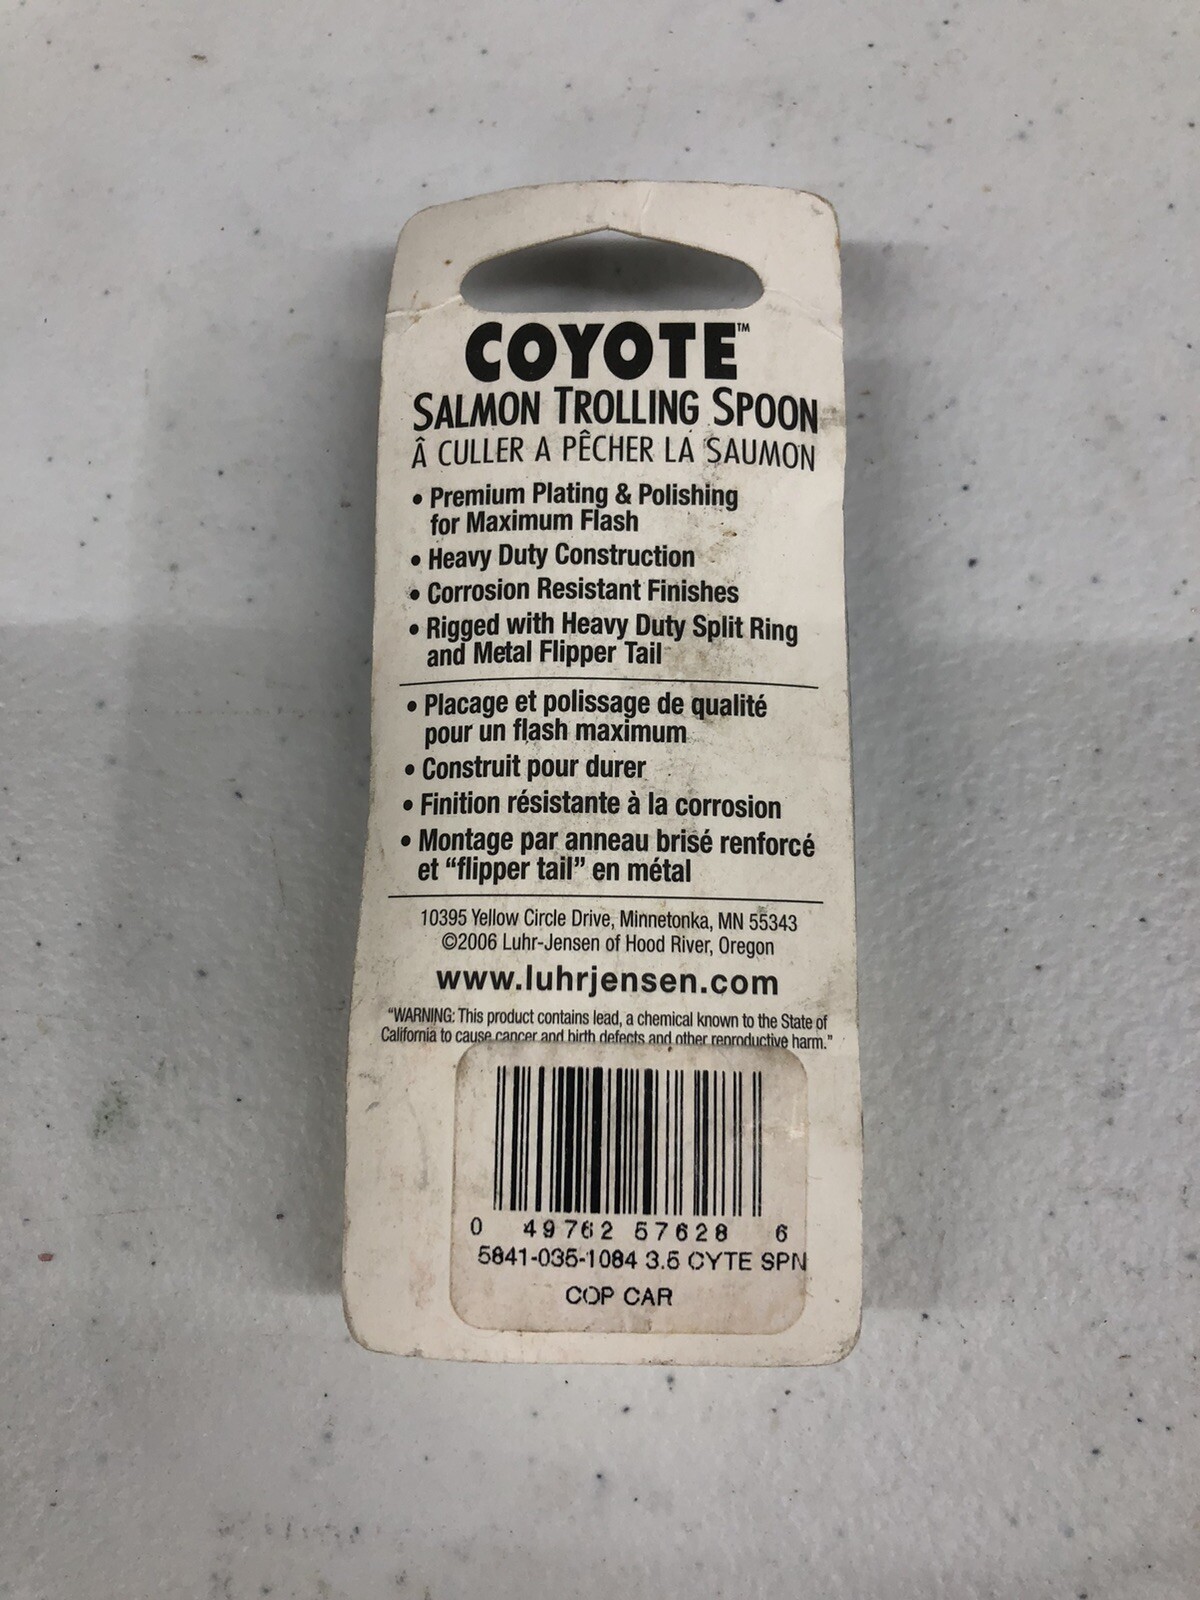 COYOTE™
SALMON TROLLING SPOON
Â CULLER A PÊCHER LA SAUMON
• Premium Plating & Polishing
for Maximum Flash
• Heavy Duty Construction
• Corrosion Resistant Finishes
• Rigged with Heavy Duty Split Ring
and Metal Flipper Tail
• Placage et polissage de qualité
pour un flash maximum
• Construit pour durer
• Finition résistante à la corrosion
• Montage par anneau brisé renforcé
et “flipper tail” en métal
10395 Yellow Circle Drive, Minnetonka, MN 55343
©2006 Luhr-Jensen of Hood River, Oregon
www.luhrjensen.com
“WARNING: This product contains lead, a chemical known to the State of
California to cause cancer and birth defects and other reproductive harm.”
0 49762 57628 6
5841-035-1084 3.5 CYTE SPN
COP CAR